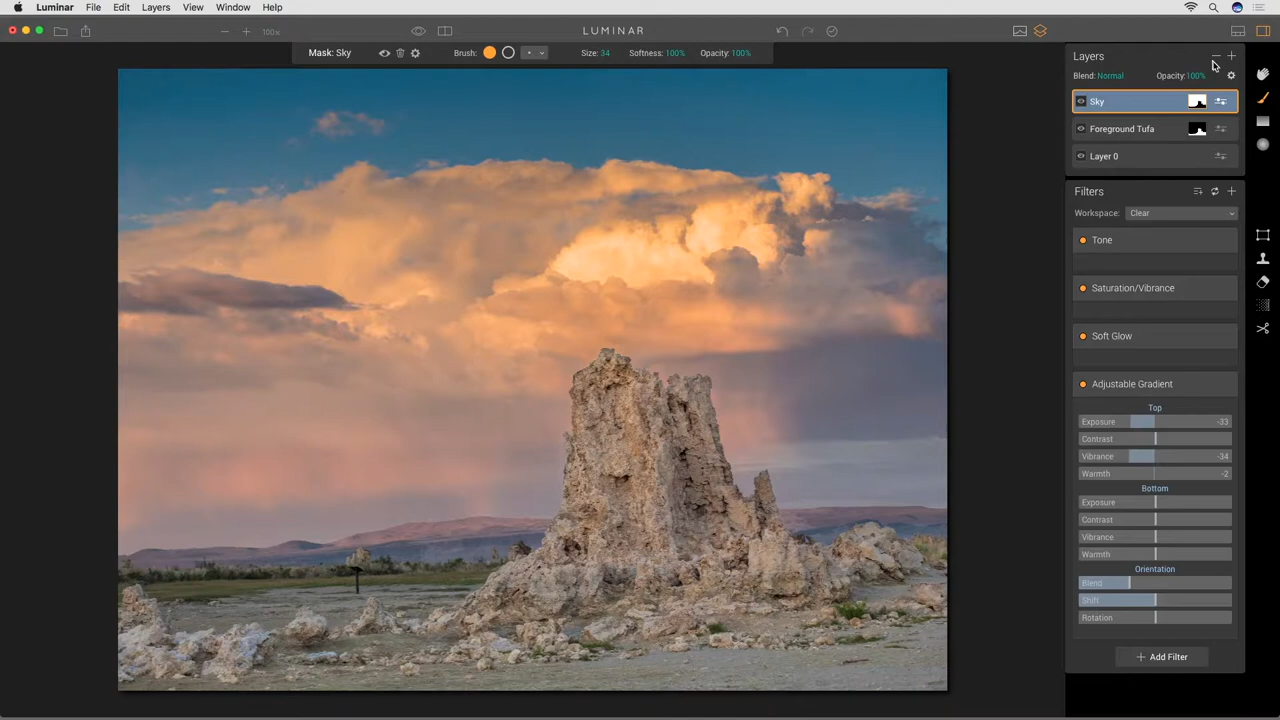 Luminar File Edit Layers View Window Help
100% LUMINAR
Mask: Sky Brush: Size: 34 Softness: 100% Opacity: 100%
Layers
Blend: Normal Opacity: 100%
Sky
Foreground Tufa
Layer 0
Filters
Workspace: Clear
Tone
Saturation/Vibrance
Soft Glow
Adjustable Gradient
Top
Exposure -33
Contrast
Vibrance -34
Warmth -2
Bottom
Exposure
Contrast
Vibrance
Warmth
Orientation
Blend
Shift
Rotation
Add Filter